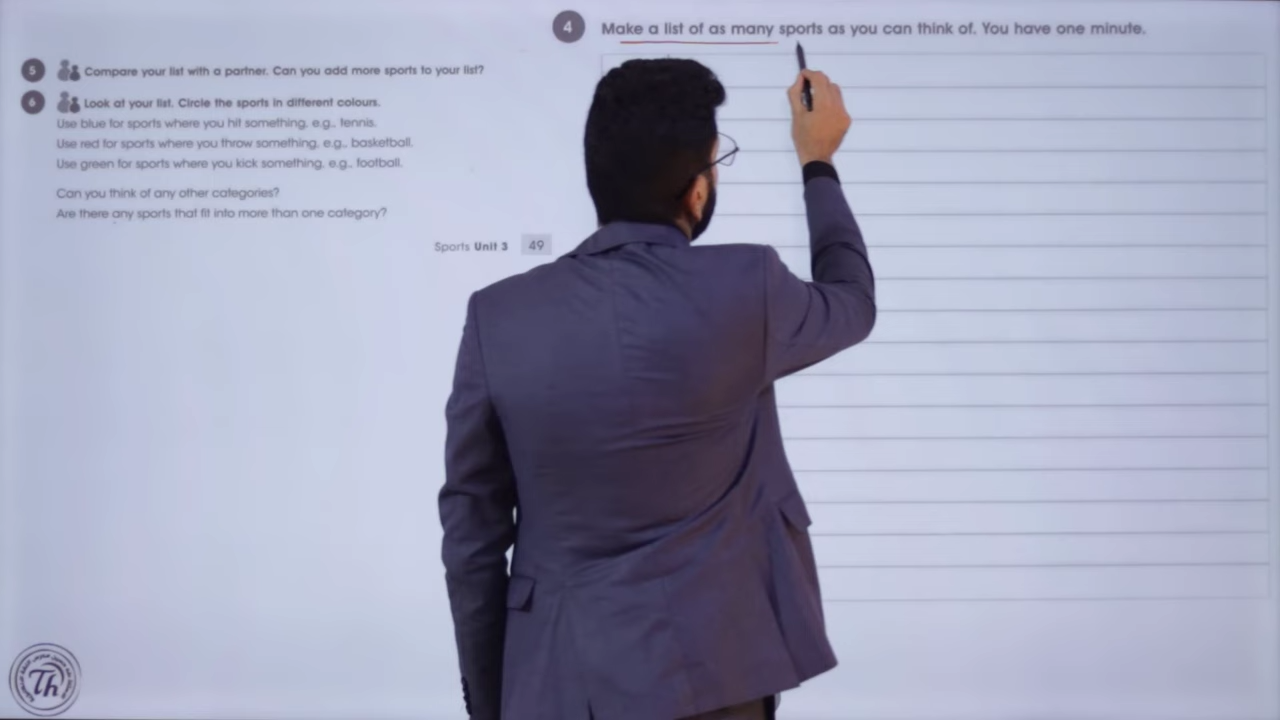 4 Make a list of as many sports as you can think of. You have one minute.
5 Compare your list with a partner. Can you add more sports to your list?
6 Look at your list. Circle the sports in different colours.
Use blue for sports where you hit something, e.g., tennis.
Use red for sports where you throw something, e.g., basketball.
Use green for sports where you kick something, e.g., football.
Can you think of any other categories?
Are there any sports that fit into more than one category?
Sports Unit 3 49
Th